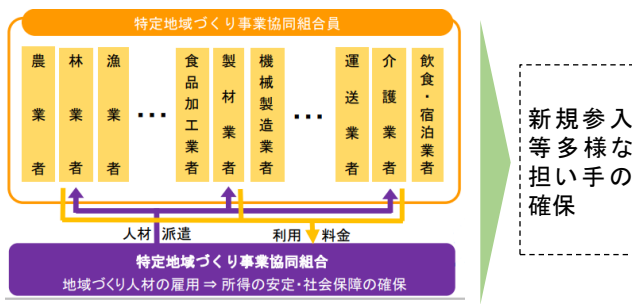 特定地域づくり事業協同組合員
農業者
林業者
漁業者
・・・
食品加工業者
製材業者
機械製造業者
・・・
運送業者
介護業者
飲食・宿泊業者
人材派遣
利用料金
特定地域づくり事業協同組合
地域づくり人材の雇用 ⇒ 所得の安定・社会保障の確保
新規参入
等多様な
担い手の
確保